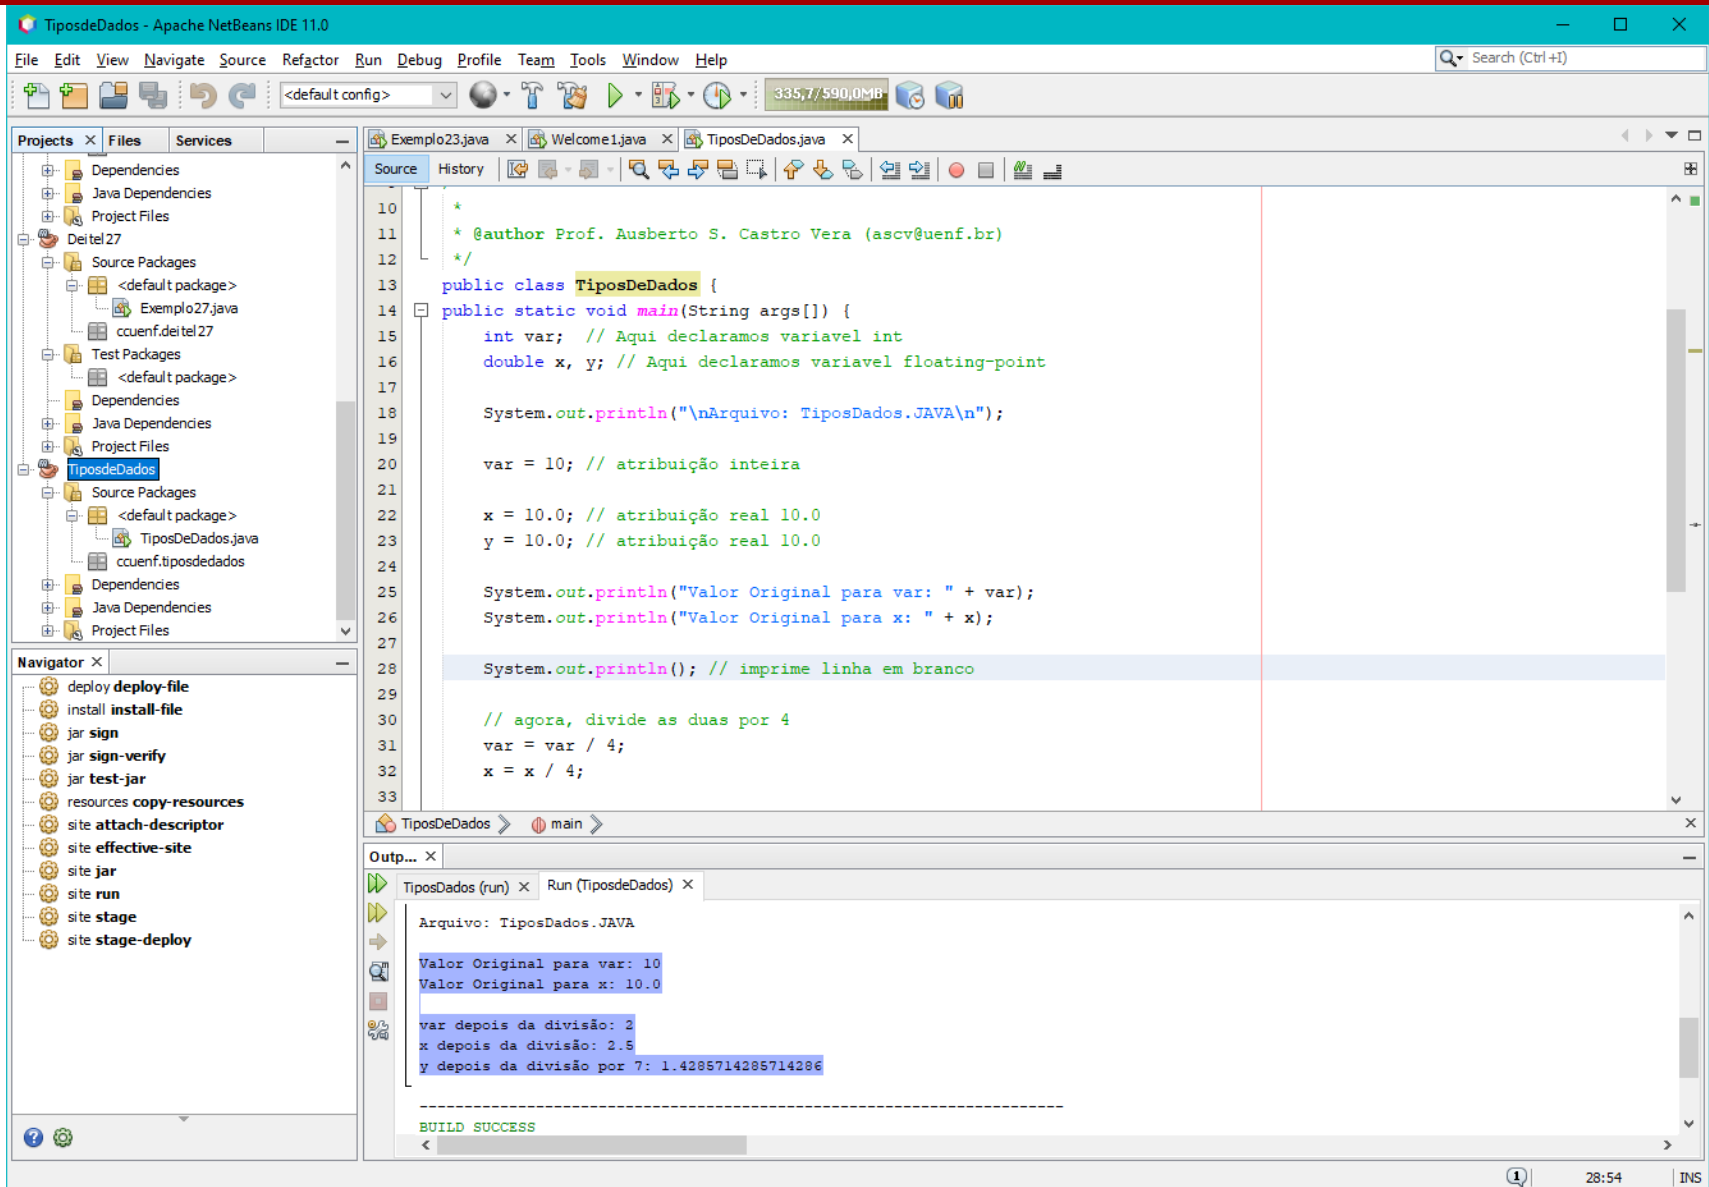 TiposdeDados - Apache NetBeans IDE 11.0
File Edit View Navigate Source Refactor Run Debug Profile Team Tools Window Help
Search (Ctrl+I)
<default config>
335,7/590,0MB
Projects Files Services
Dependencies
Java Dependencies
Project Files
Deitel27
Source Packages
<default package>
Exemplo27.java
ccuenf.deitel27
Test Packages
<default package>
Dependencies
Java Dependencies
Project Files
TiposdeDados
Source Packages
<default package>
TiposDeDados.java
ccuenf.tiposdedados
Dependencies
Java Dependencies
Project Files
Navigator
deploy deploy-file
install install-file
jar sign
jar sign-verify
jar test-jar
resources copy-resources
site attach-descriptor
site effective-site
site jar
site run
site stage
site stage-deploy
Exemplo23.java Welcome1.java TiposDeDados.java
Source History
10 *
11 * @author Prof. Ausberto S. Castro Vera (ascv@uenf.br)
12 */
13 public class TiposDeDados {
14 public static void main(String args[]) {
15 int var; // Aqui declaramos variavel int
16 double x, y; // Aqui declaramos variavel floating-point
17
18 System.out.println("\nArquivo: TiposDados.JAVA\n");
19
20 var = 10; // atribuição inteira
21
22 x = 10.0; // atribuição real 10.0
23 y = 10.0; // atribuição real 10.0
24
25 System.out.println("Valor Original para var: " + var);
26 System.out.println("Valor Original para x: " + x);
27
28 System.out.println(); // imprime linha em branco
29
30 // agora, divide as duas por 4
31 var = var / 4;
32 x = x / 4;
33
TiposDeDados main
Outp...
TiposDados (run) Run (TiposdeDados)
Arquivo: TiposDados.JAVA
Valor Original para var: 10
Valor Original para x: 10.0
var depois da divisão: 2
x depois da divisão: 2.5
y depois da divisão por 7: 1.4285714285714286
------------------------------------------------------------------------
BUILD SUCCESS
1 28:54 INS